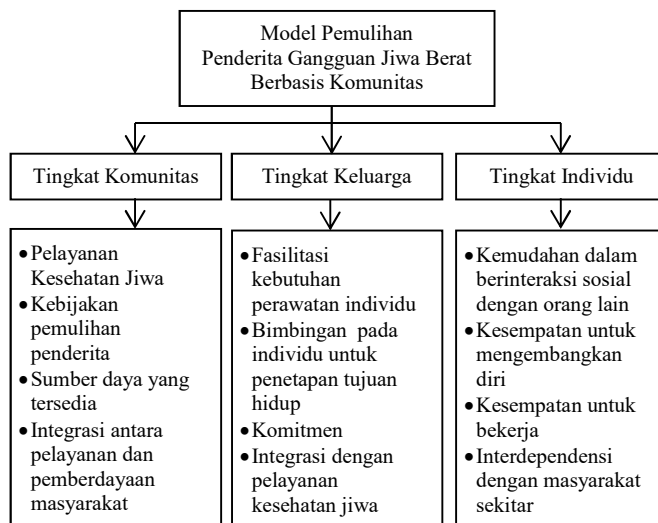 Model Pemulihan
Penderita Gangguan Jiwa Berat
Berbasis Komunitas
Tingkat Komunitas
Tingkat Keluarga
Tingkat Individu
•Pelayanan
Kesehatan Jiwa
•Kebijakan
pemulihan
penderita
•Sumber daya yang
tersedia
•Integrasi antara
pelayanan dan
pemberdayaan
masyarakat
•Fasilitasi
kebutuhan
perawatan individu
•Bimbingan pada
individu untuk
penetapan tujuan
hidup
•Komitmen
•Integrasi dengan
pelayanan
kesehatan jiwa
•Kemudahan dalam
berinteraksi sosial
dengan orang lain
•Kesempatan untuk
mengembangkan
diri
•Kesempatan untuk
bekerja
•Interdependensi
dengan masyarakat
sekitar